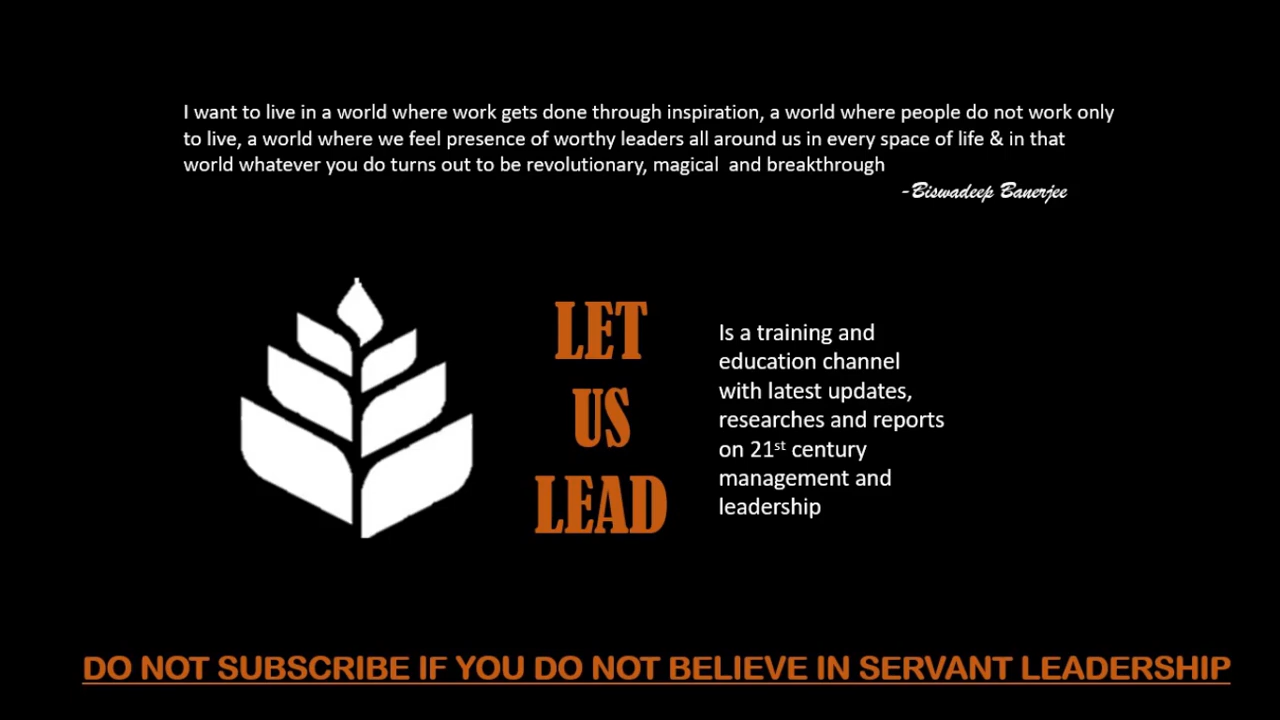 I want to live in a world where work gets done through inspiration, a world where people do not work only
to live, a world where we feel presence of worthy leaders all around us in every space of life & in that
world whatever you do turns out to be revolutionary, magical  and breakthrough
-Biswadeep Banerjee
LET
US
LEAD
Is a training and
education channel
with latest updates,
researches and reports
on 21st century
management and
leadership
DO NOT SUBSCRIBE IF YOU DO NOT BELIEVE IN SERVANT LEADERSHIP